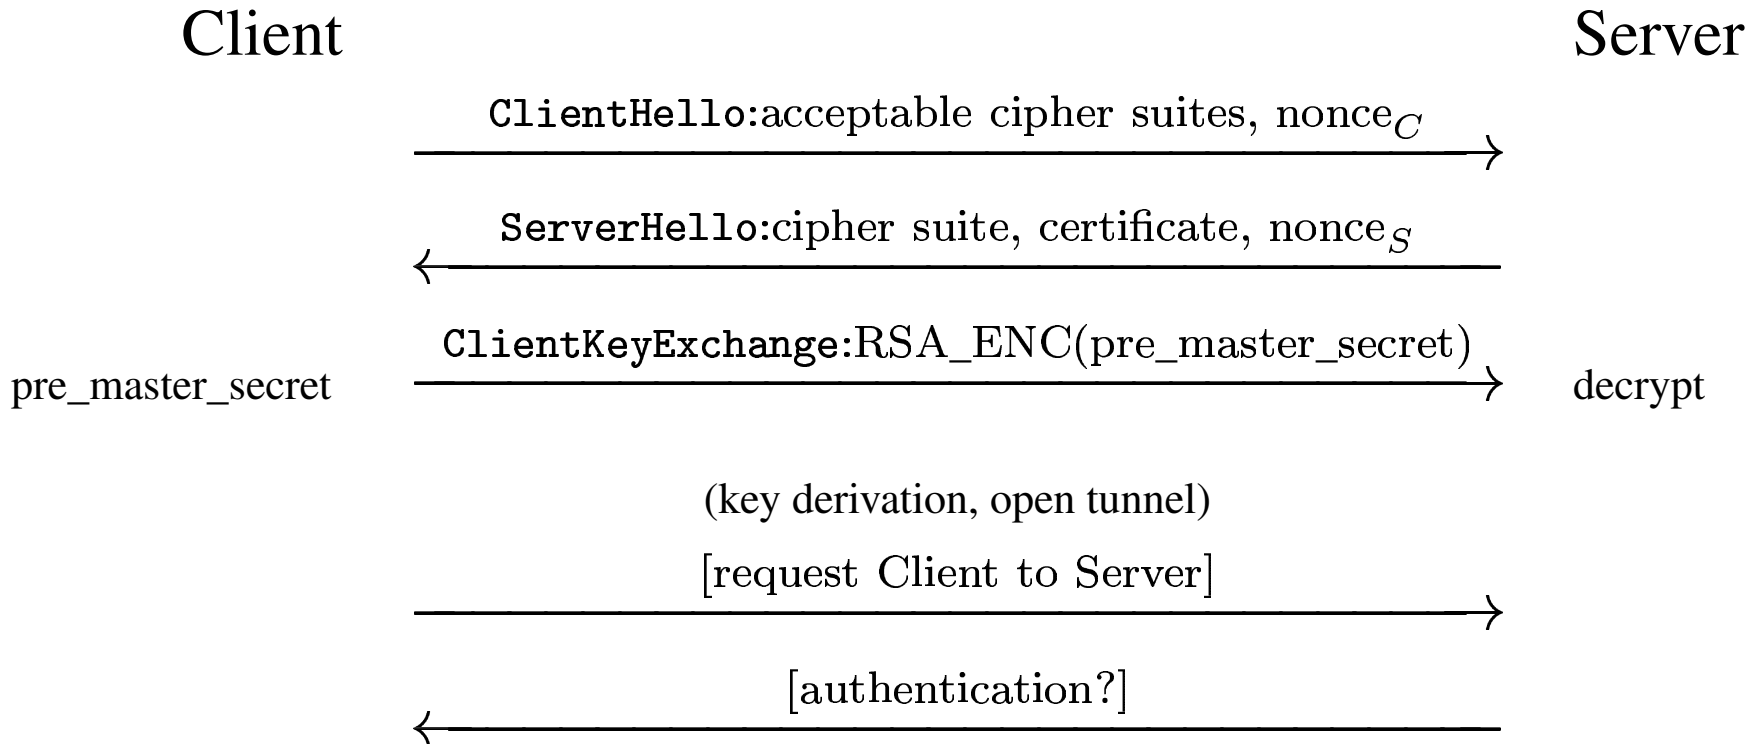 Client Server
ClientHello:acceptable cipher suites, nonce_C
ServerHello:cipher suite, certificate, nonce_S
ClientKeyExchange:RSA_ENC(pre_master_secret)
pre_master_secret decrypt
(key derivation, open tunnel)
[request Client to Server]
[authentication?]